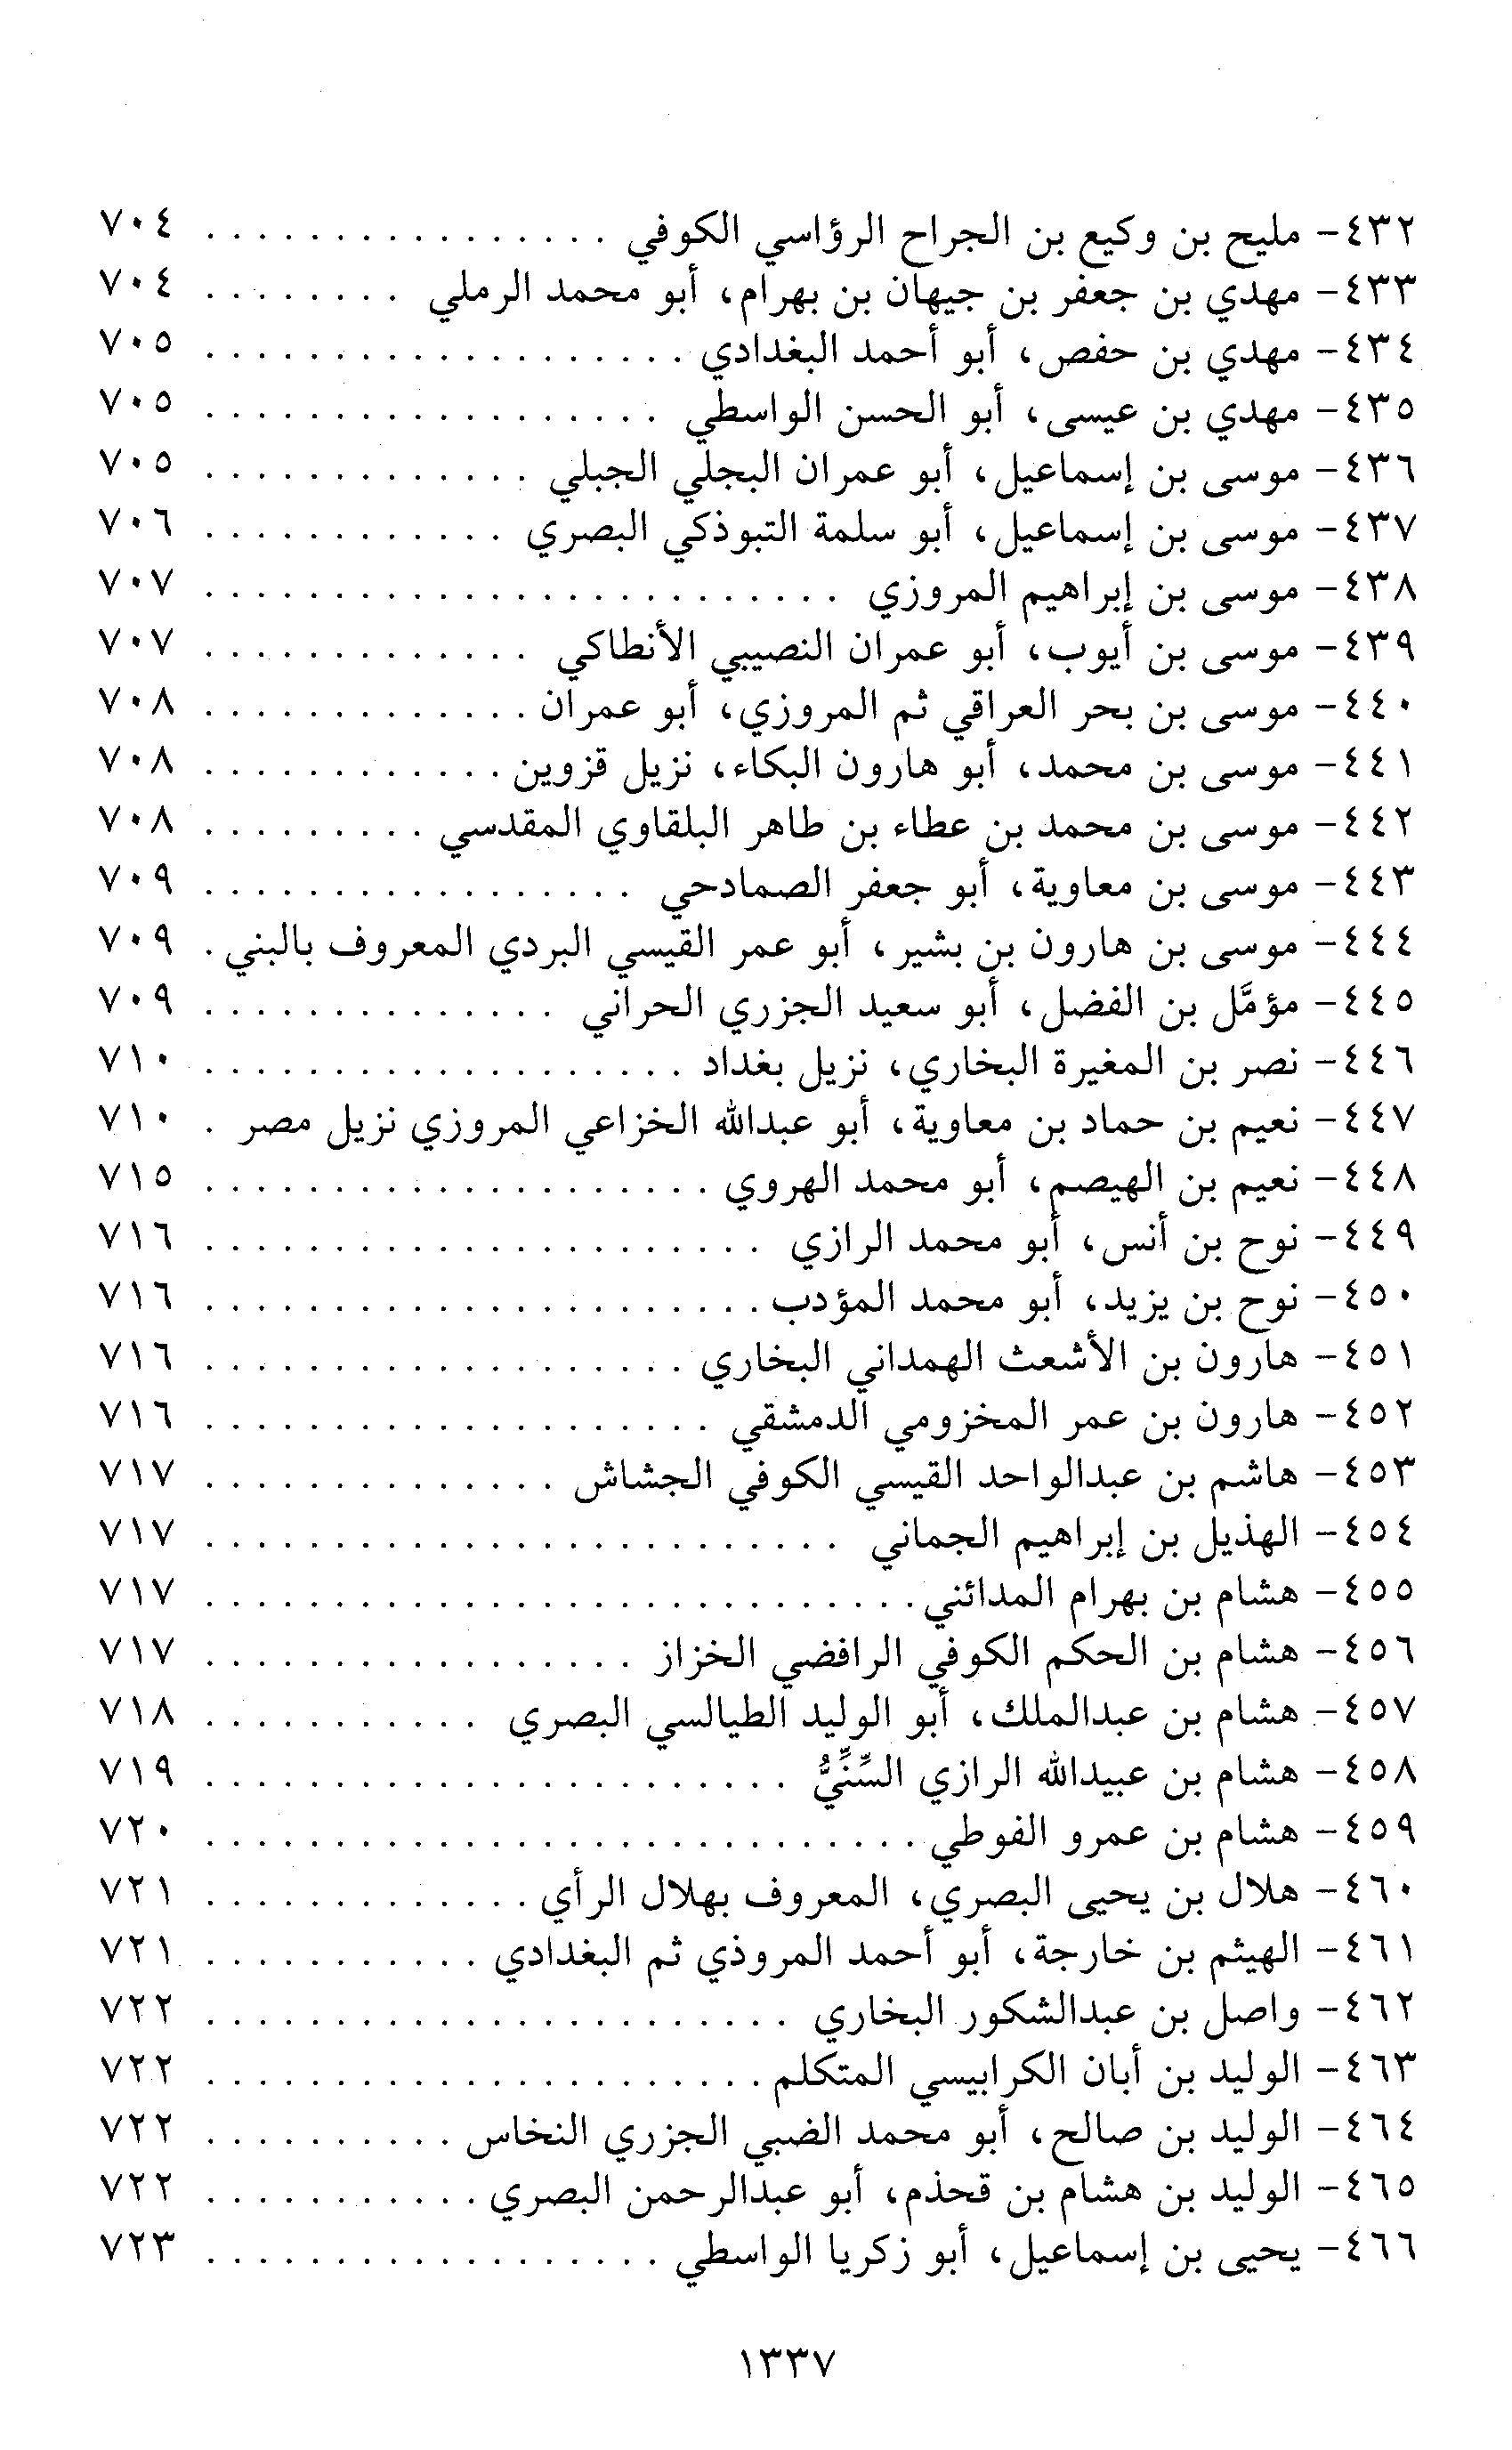 ٤٣٢- مليح بن وكيع بن الجراح الرؤاسي الكوفي . . . . . . . . . . . . . . . . ٧٠٤
٤٣٣- مهدي بن جعفر بن جيهان بن بهرام، أبو محمد الرملي . . . . . . . . ٧٠٤
٤٣٤- مهدي بن حفص، أبو أحمد البغدادي . . . . . . . . . . . . . . . . . . . ٧٠٥
٤٣٥- مهدي بن عيسى، أبو الحسن الواسطي . . . . . . . . . . . . . . . . . . ٧٠٥
٤٣٦- موسى بن إسماعيل، أبو عمران البجلي الجبلي . . . . . . . . . . . . . ٧٠٥
٤٣٧- موسى بن إسماعيل، أبو سلمة التبوذكي البصري . . . . . . . . . . . . ٧٠٦
٤٣٨- موسى بن إبراهيم المروزي . . . . . . . . . . . . . . . . . . . . . . . . . ٧٠٧
٤٣٩- موسى بن أيوب، أبو عمران النصيبي الأنطاكي . . . . . . . . . . . . . ٧٠٧
٤٤٠- موسى بن بحر العراقي ثم المروزي، أبو عمران . . . . . . . . . . . . . ٧٠٨
٤٤١- موسى بن محمد، أبو هارون البكاء، نزيل قزوين . . . . . . . . . . . . ٧٠٨
٤٤٢- موسى بن محمد بن عطاء بن طاهر البلقاوي المقدسي . . . . . . . . . ٧٠٨
٤٤٣- موسى بن معاوية، أبو جعفر الصمادحي . . . . . . . . . . . . . . . . . ٧٠٩
٤٤٤- موسى بن هارون بن بشير، أبو عمر القيسي البردي المعروف بالبني . ٧٠٩
٤٤٥- مؤمَّل بن الفضل، أبو سعيد الجزري الحراني . . . . . . . . . . . . . . ٧٠٩
٤٤٦- نصر بن المغيرة البخاري، نزيل بغداد . . . . . . . . . . . . . . . . . . . ٧١٠
٤٤٧- نعيم بن حماد بن معاوية، أبو عبدالله الخزاعي المروزي نزيل مصر . ٧١٠
٤٤٨- نعيم بن الهيصم، أبو محمد الهروي . . . . . . . . . . . . . . . . . . . . ٧١٥
٤٤٩- نوح بن أنس، أبو محمد الرازي . . . . . . . . . . . . . . . . . . . . . . ٧١٦
٤٥٠- نوح بن يزيد، أبو محمد المؤدب . . . . . . . . . . . . . . . . . . . . . . ٧١٦
٤٥١- هارون بن الأشعث الهمداني البخاري . . . . . . . . . . . . . . . . . . . ٧١٦
٤٥٢- هارون بن عمر المخزومي الدمشقي . . . . . . . . . . . . . . . . . . . . ٧١٦
٤٥٣- هاشم بن عبدالواحد القيسي الكوفي الجشاش . . . . . . . . . . . . . . ٧١٧
٤٥٤- الهذيل بن إبراهيم الجماني . . . . . . . . . . . . . . . . . . . . . . . . . ٧١٧
٤٥٥- هشام بن بهرام المدائني . . . . . . . . . . . . . . . . . . . . . . . . . . . . ٧١٧
٤٥٦- هشام بن الحكم الكوفي الرافضي الخزاز . . . . . . . . . . . . . . . . . ٧١٧
٤٥٧- هشام بن عبدالملك، أبو الوليد الطيالسي البصري . . . . . . . . . . . ٧١٨
٤٥٨- هشام بن عبيدالله الرازي السِّنِّيُّ . . . . . . . . . . . . . . . . . . . . . . . ٧١٩
٤٥٩- هشام بن عمرو الفوطي . . . . . . . . . . . . . . . . . . . . . . . . . . . . ٧٢٠
٤٦٠- هلال بن يحيى البصري، المعروف بهلال الرأي . . . . . . . . . . . . . ٧٢١
٤٦١- الهيثم بن خارجة، أبو أحمد المروذي ثم البغدادي . . . . . . . . . . . ٧٢١
٤٦٢- واصل بن عبدالشكور البخاري . . . . . . . . . . . . . . . . . . . . . . . ٧٢٢
٤٦٣- الوليد بن أبان الكرابيسي المتكلم . . . . . . . . . . . . . . . . . . . . . . ٧٢٢
٤٦٤- الوليد بن صالح، أبو محمد الضبي الجزري النخاس . . . . . . . . . . ٧٢٢
٤٦٥- الوليد بن هشام بن قحذم، أبو عبدالرحمن البصري . . . . . . . . . . . ٧٢٢
٤٦٦- يحيى بن إسماعيل، أبو زكريا الواسطي . . . . . . . . . . . . . . . . . . ٧٢٣
١٣٣٧